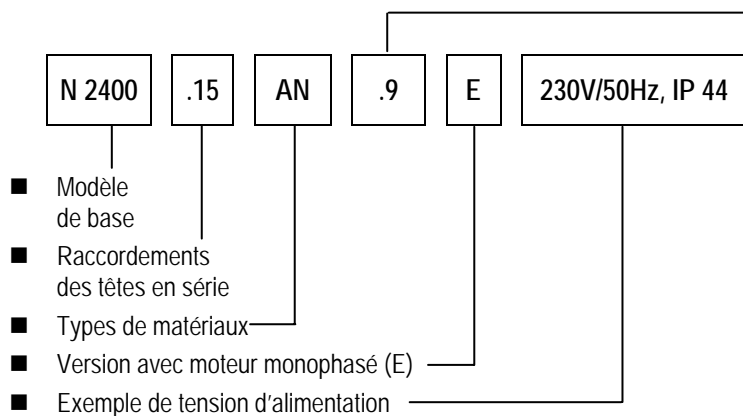 N 2400 .15 AN .9 E 230V/50Hz, IP 44
■ Modèle
de base
■ Raccordements
des têtes en série
■ Types de matériaux
■ Version avec moteur monophasé (E)
■ Exemple de tension d'alimentation